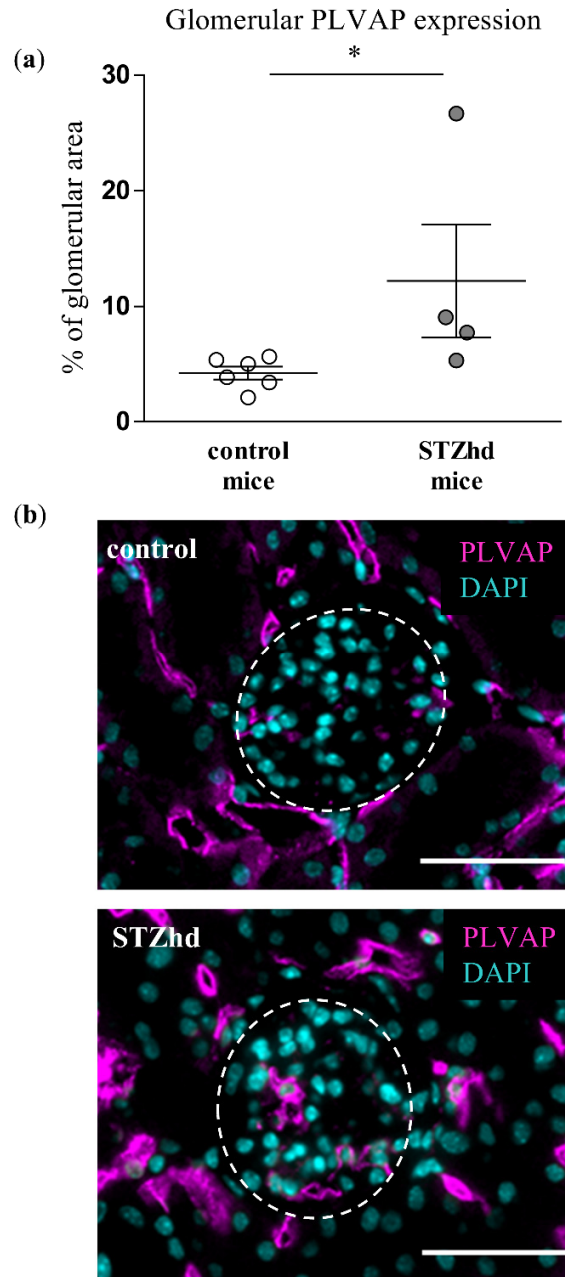 Glomerular PLVAP expression
(a)
*
30
20
10
0
% of glomerular area
control
mice
STZhd
mice
(b)
control
PLVAP
DAPI
STZhd
PLVAP
DAPI